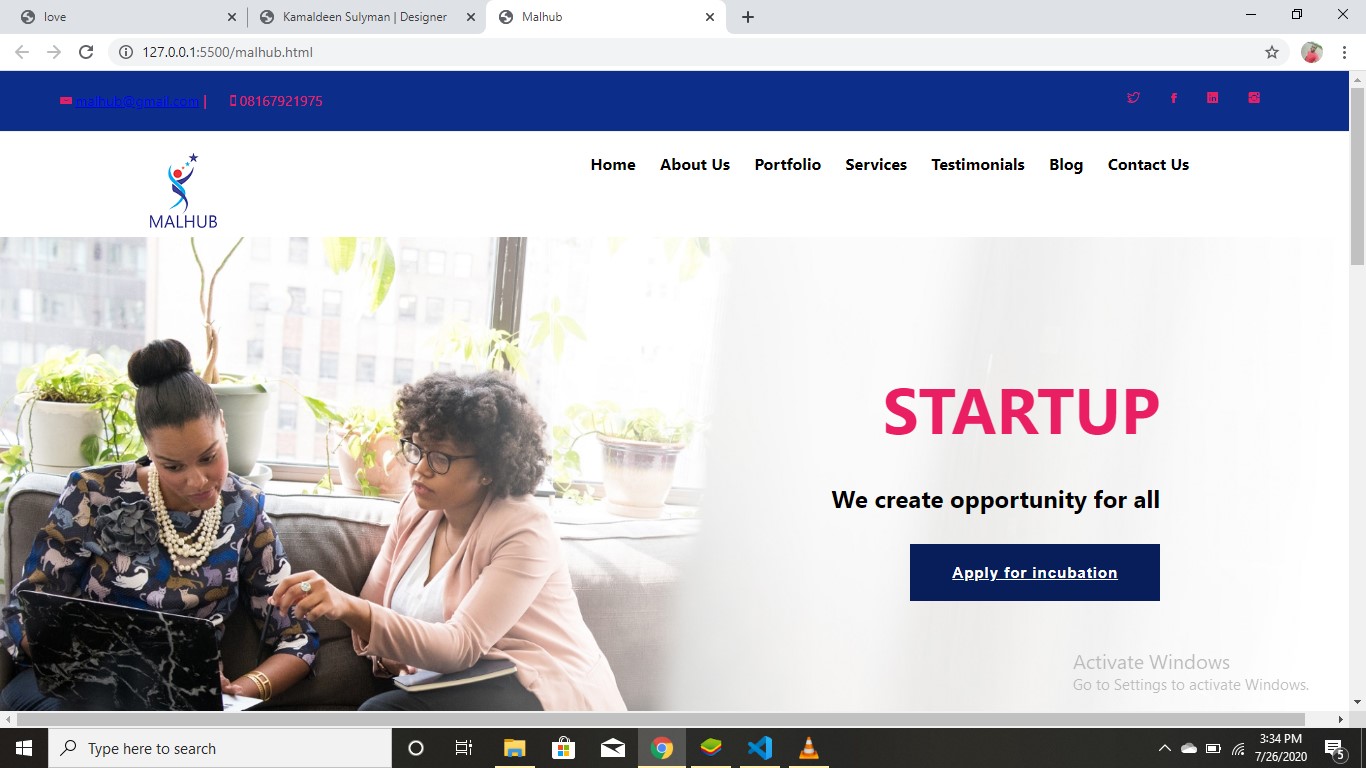 love
Kamaldeen Sulyman | Designer
Malhub
127.0.0.1:5500/malhub.html
malhub@gmail.com |
08167921975
Home About Us Portfolio Services Testimonials Blog Contact Us
MALHUB
STARTUP
We create opportunity for all
Apply for incubation
Activate Windows
Go to Settings to activate Windows.
Type here to search
3:34 PM
7/26/2020
5